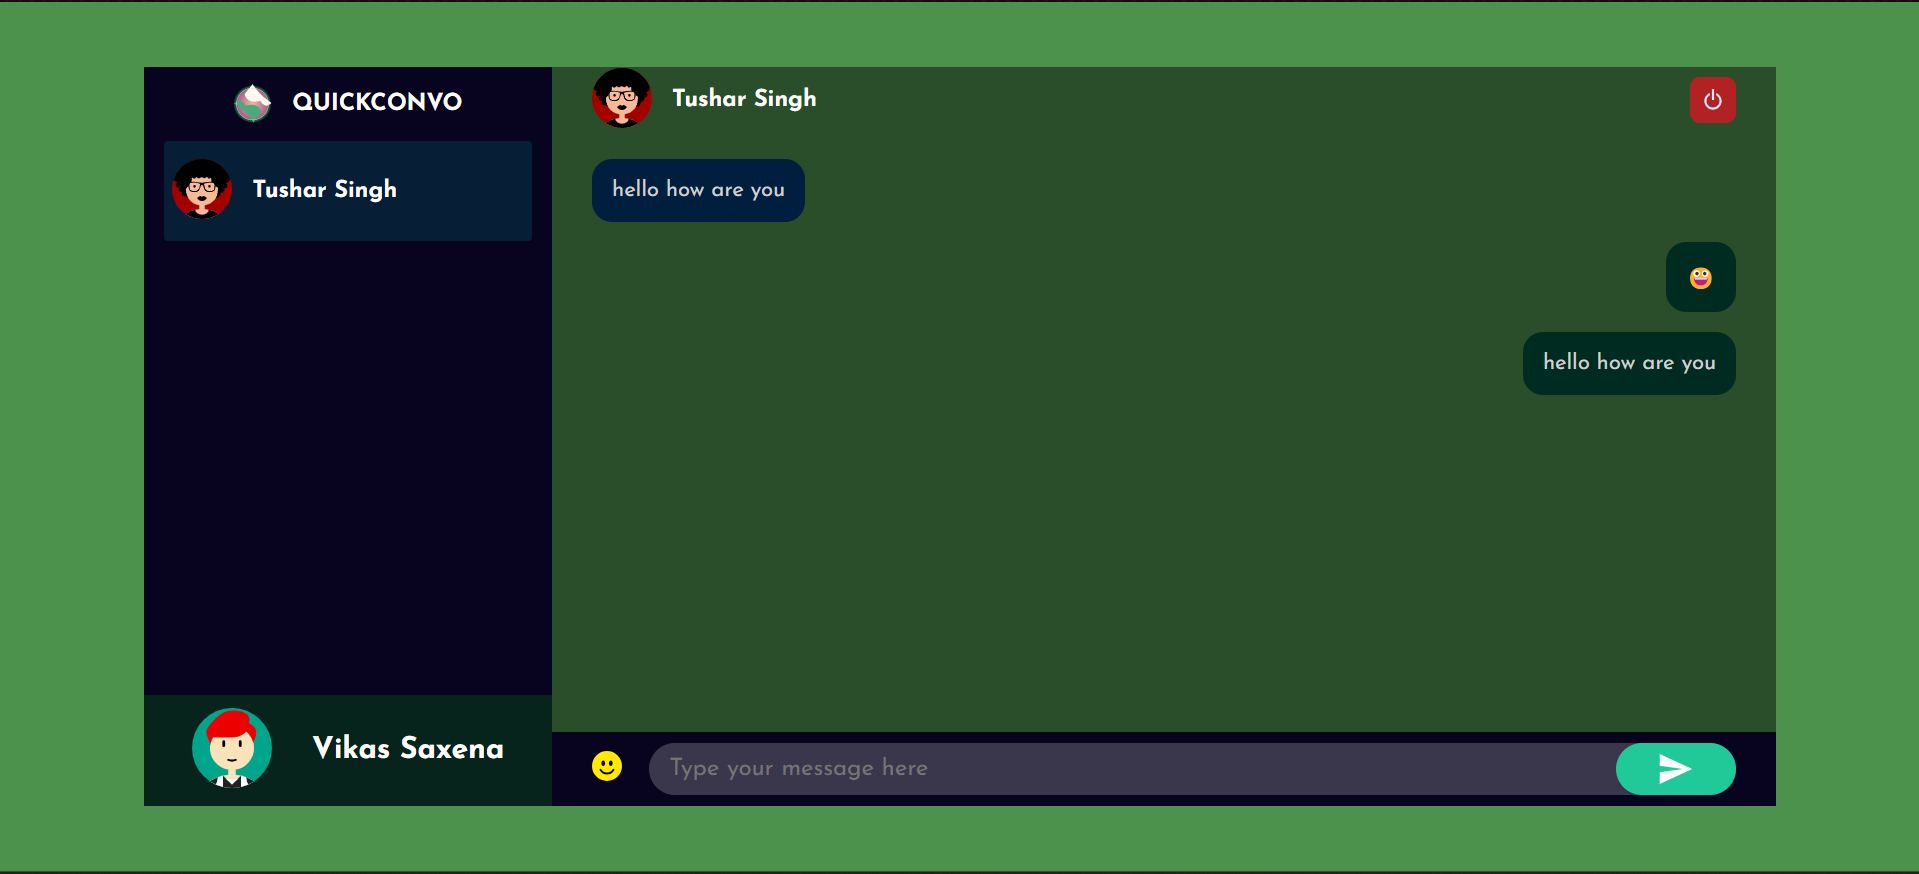 QUICKCONVO
Tushar Singh
Vikas Saxena
Tushar Singh
hello how are you
hello how are you
Type your message here